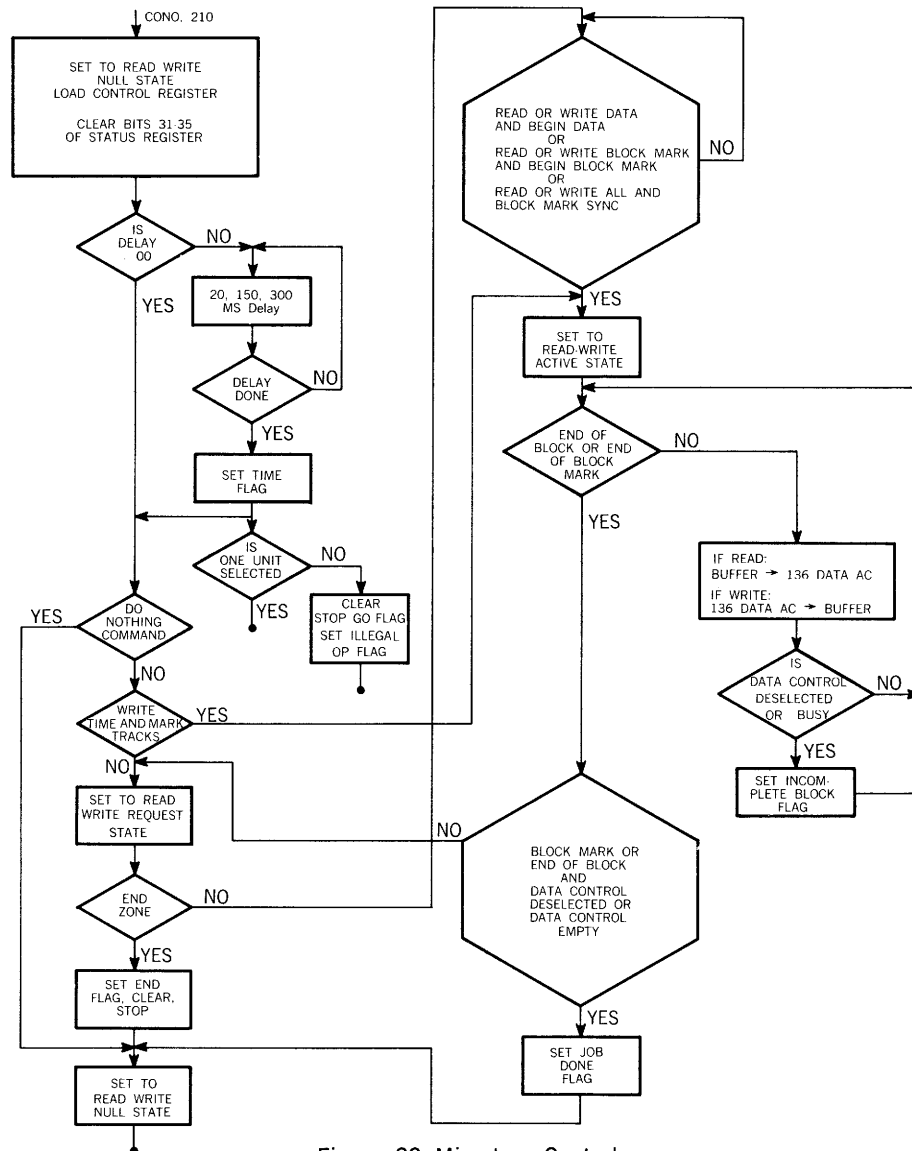 CONO. 210
SET TO READ WRITE
NULL STATE
LOAD CONTROL REGISTER
CLEAR BITS 31-35
OF STATUS REGISTER
IS
DELAY
00
NO
YES
20, 150, 300
MS Delay
DELAY
DONE
NO
YES
SET TIME
FLAG
IS
ONE UNIT
SELECTED
NO
YES
CLEAR
STOP GO FLAG
SET ILLEGAL
OP FLAG
DO
NOTHING
COMMAND
YES
NO
WRITE
TIME AND MARK
TRACKS
YES
NO
SET TO READ
WRITE REQUEST
STATE
END
ZONE
NO
YES
SET END
FLAG, CLEAR,
STOP
SET TO
READ WRITE
NULL STATE
READ OR WRITE DATA
AND BEGIN DATA
OR
READ OR WRITE BLOCK MARK
AND BEGIN BLOCK MARK
OR
READ OR WRITE ALL AND
BLOCK MARK SYNC
NO
YES
SET TO
READ-WRITE
ACTIVE STATE
END OF
BLOCK OR END
OF BLOCK
MARK
NO
YES
IF READ:
BUFFER → 136 DATA AC
IF WRITE:
136 DATA AC → BUFFER
IS
DATA CONTROL
DESELECTED
OR BUSY
NO
YES
SET INCOM-
PLETE BLOCK
FLAG
BLOCK MARK OR
END OF BLOCK
AND
DATA CONTROL
DESELECTED OR
DATA CONTROL
EMPTY
NO
YES
SET JOB
DONE
FLAG